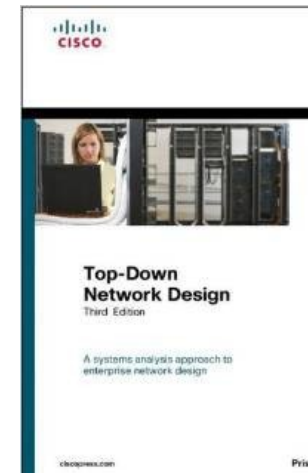 CISCO
Top-Down
Network Design
Third Edition
A systems analysis approach to
enterprise network design
ciscopress.com